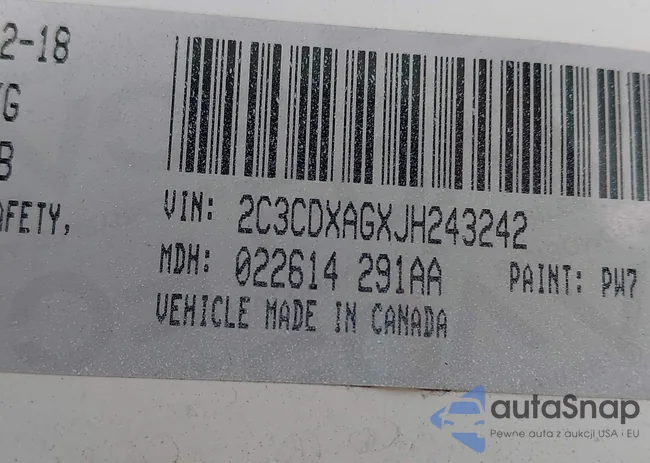 2-18
G
B
AFETY,
VIN: 2C3CDXAGXJH243242
MDH: 022614 291AA PAINT: PW7
VEHICLE MADE IN CANADA
autaSnap
Pewne auta z aukcji USA i EU